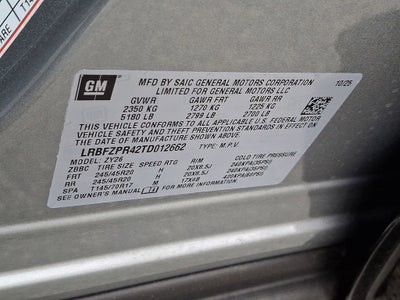 GM
MFD BY SAIC GENERAL MOTORS CORPORATION 10/25
LIMITED FOR GENERAL MOTORS LLC
GVWR GAWR FRT GAWR RR
2350 KG 1270 KG 1225 KG
5180 LB 2799 LB 2700 LB
THIS VEHICLE CONFORMS TO ALL APPLICABLE U.S. FEDERAL MOTOR
VEHICLE SAFETY AND THEFT PREVENTION STANDARDS IN EFFECT ON
THE DATE OF MANUFACTURE SHOWN ABOVE.
LRBFZPR42TD012662 TYPE: M.P.V.
MODEL: ZY26
ZBBC TIRE SIZE SPEED RTG R/M COLD TIRE PRESSURE
FRT 245/45R20 H 20X8.5J 240KPA(35PSI)
RR 245/45R20 H 20X8.5J 240KPA(35PSI)
SPA T145/70R17 M 17X4B 420KPA(60PSI)
SEE OWNER'S MANUAL